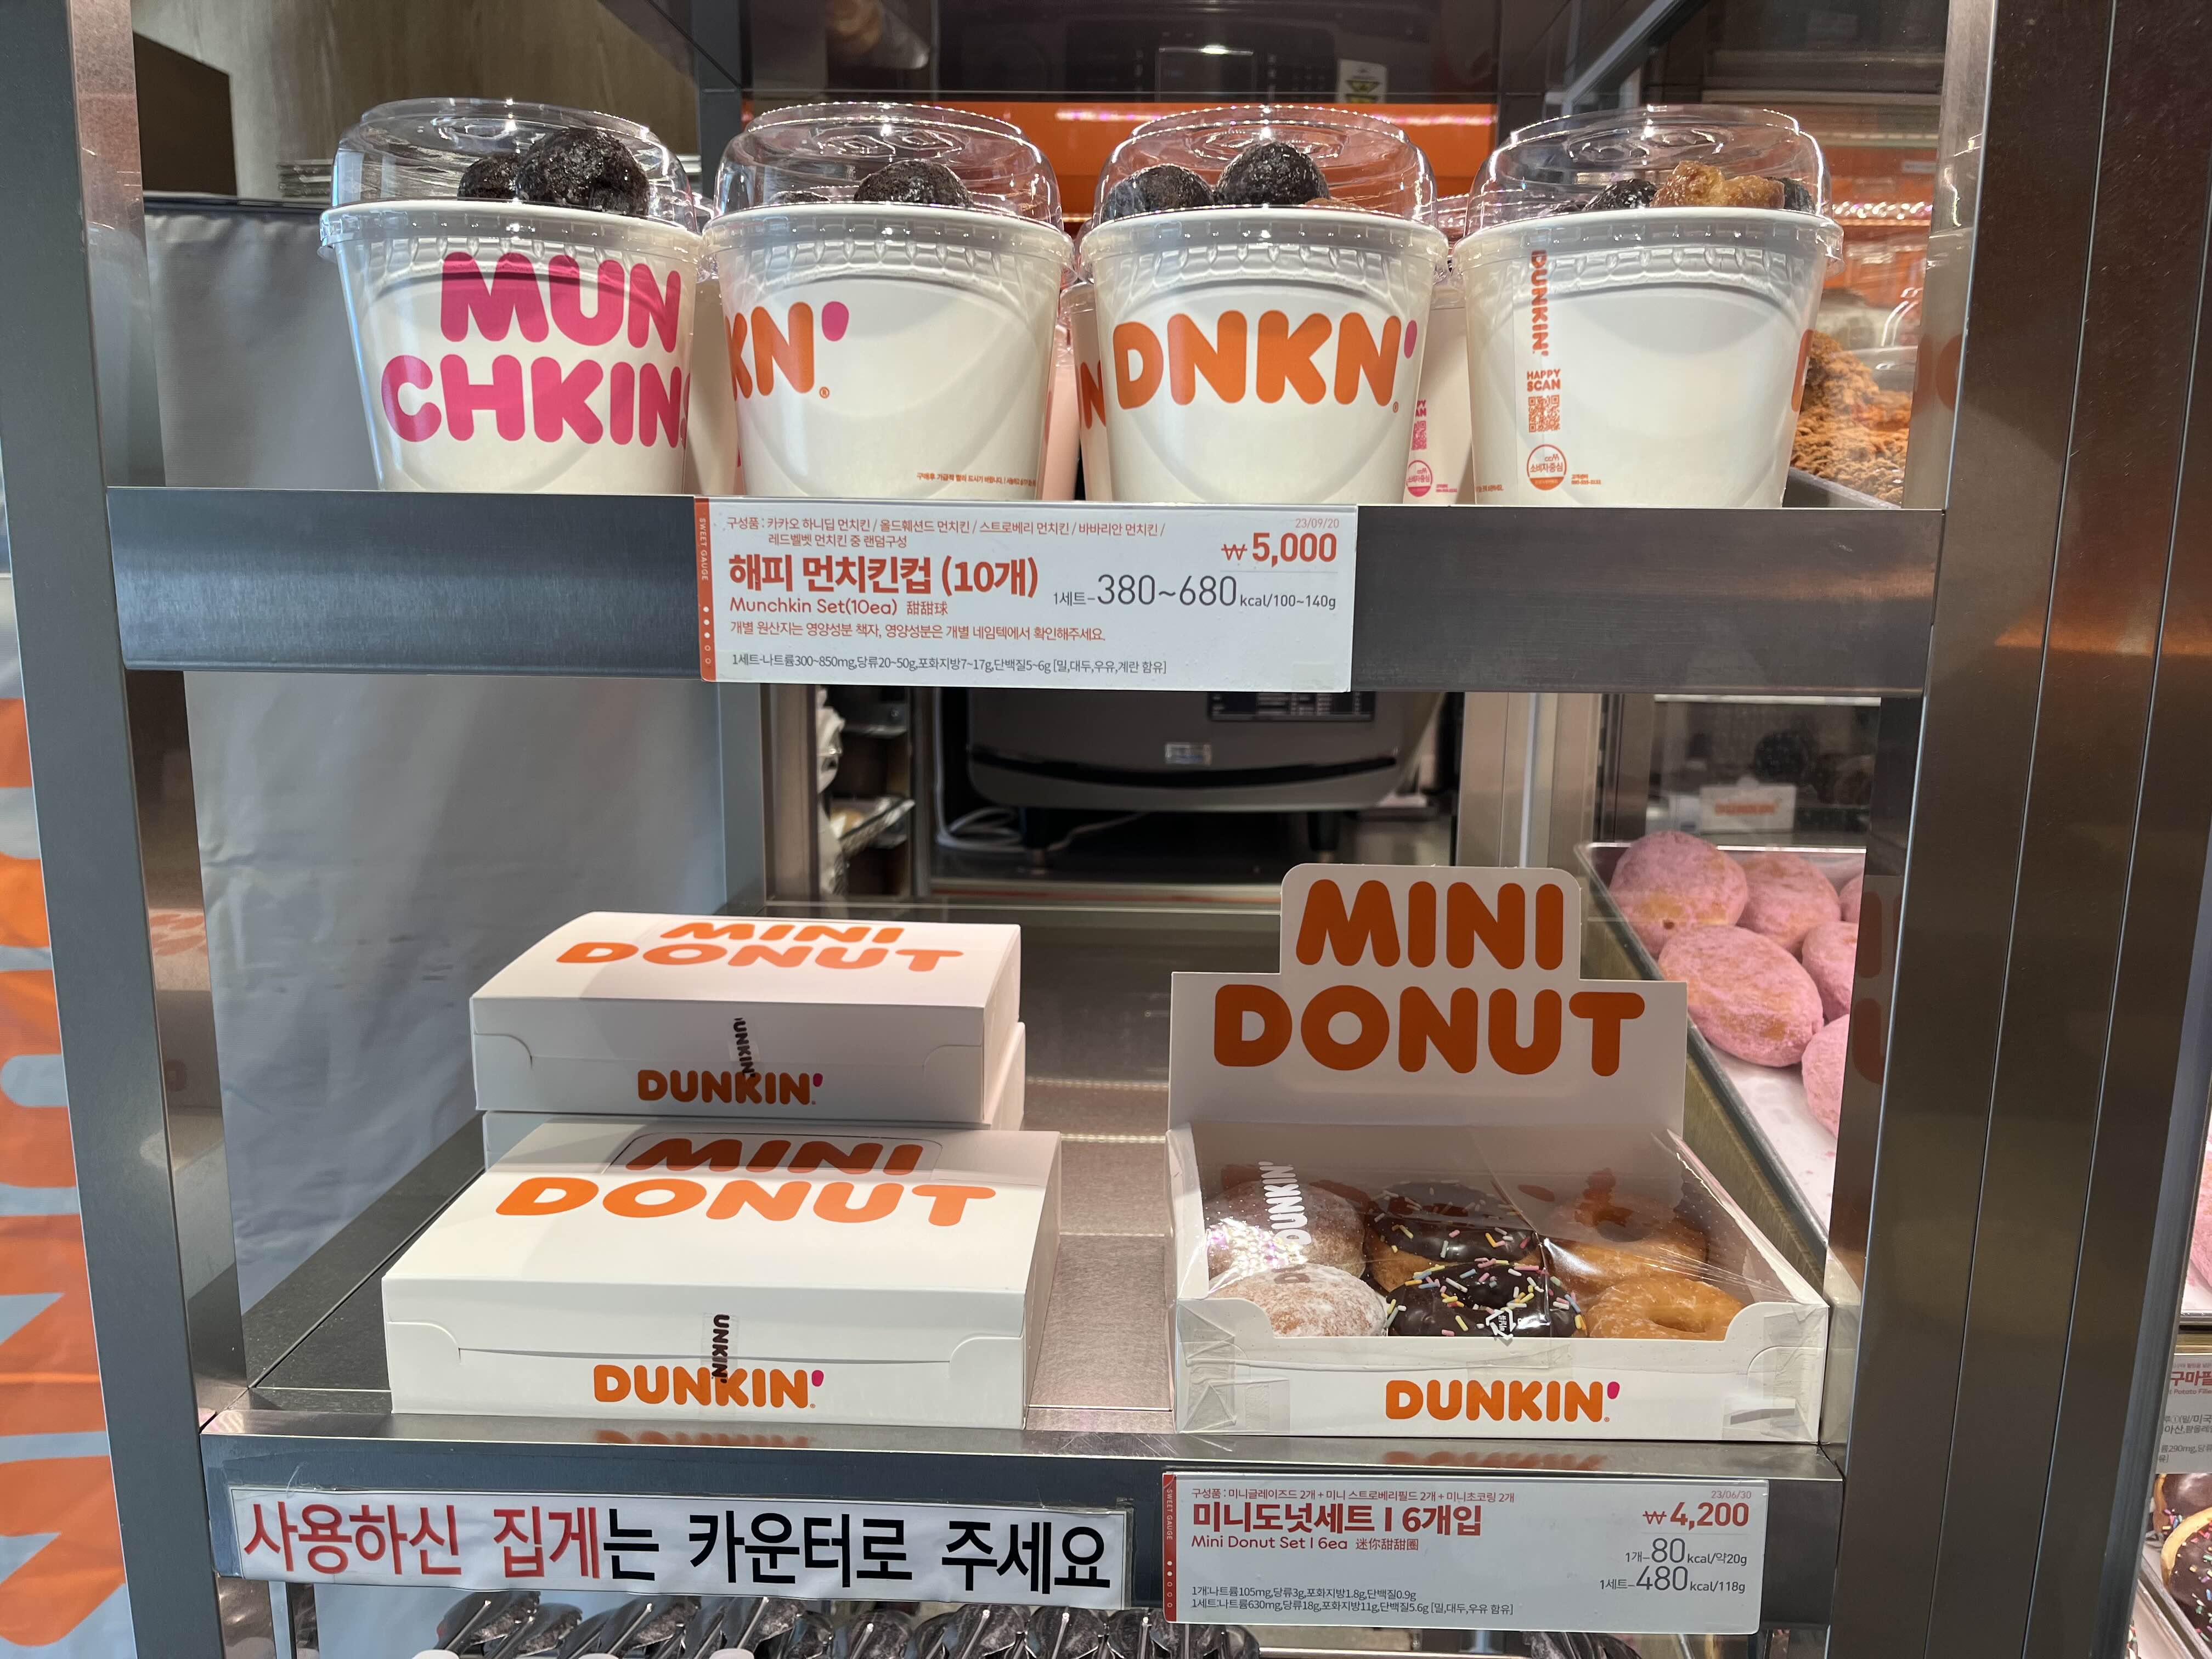 MUN
CHKIN
KN'
DNKN'
DUNKIN'
HAPPY
SCAN
소비자중심
SWEET GAUGE
구성품 : 카카오 하니딥 먼치킨 / 올드훼션드 먼치킨 / 스트로베리 먼치킨 / 바바리안 먼치킨 /
레드벨벳 먼치킨 중 랜덤구성
23/09/20
₩5,000
해피 먼치킨컵 (10개)
1세트-380~680kcal/100~140g
Munchkin Set(10ea) 甜甜球
개별 원산지는 영양성분 책자, 영양성분은 개별 네임텍에서 확인해주세요.
1세트-나트륨300~850mg,당류20~50g,포화지방7~17g,단백질5~6g [밀,대두,우유,계란 함유]
MINI
DONUT
UNKIN'
DUNKIN'
MINI
DONUT
UNKIN'
DUNKIN'
MINI
DONUT
DUNKIN'
DUNKIN'
사용하신 집게는 카운터로 주세요
SWEET GAUGE
구성품 : 미니글레이즈드 2개 + 미니 스트로베리필드 2개 + 미니초코링 2개
23/06/30
미니도넛세트 I 6개입
₩4,200
Mini Donut Set I 6ea 迷你甜甜圈
1개-80kcal/약20g
1세트-480kcal/118g
1개:나트륨105mg,당류3g,포화지방1.8g,단백질0.9g
1세트:나트륨630mg,당류18g,포화지방11g,단백질5.6g [밀,대두,우유 함유]